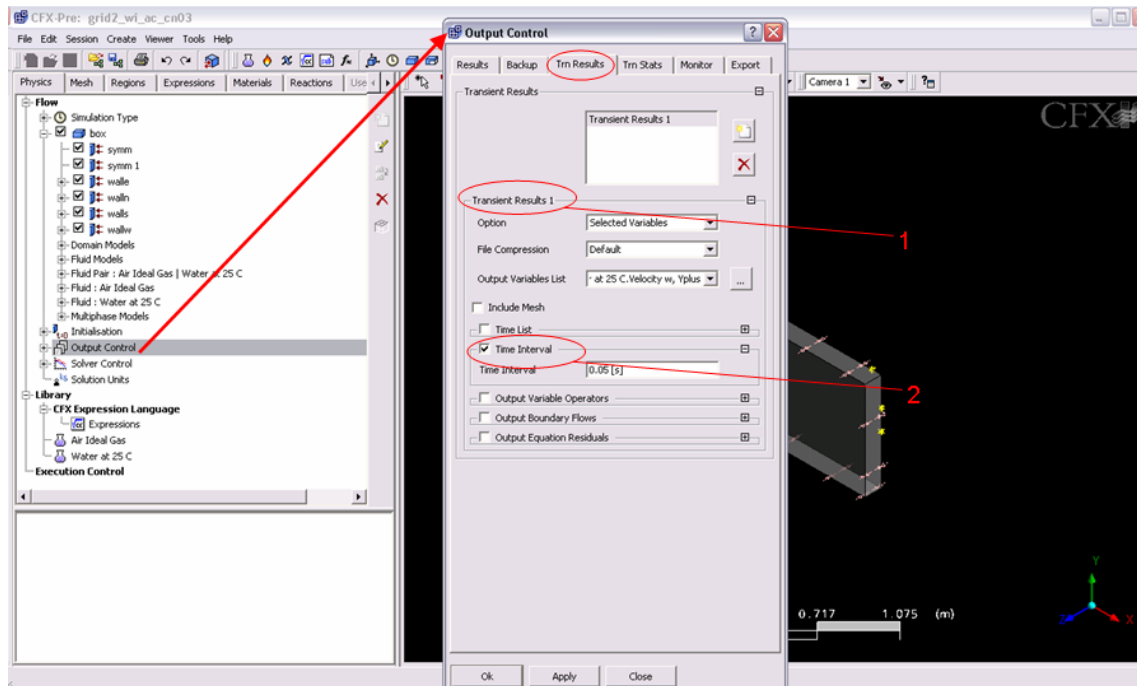 CFX-Pre: grid2_wi_ac_cn03
File Edit Session Create Viewer Tools Help
Physics Mesh Regions Expressions Materials Reactions Use
Flow
Simulation Type
box
symm
symm 1
walle
walln
walls
wallw
Domain Models
Fluid Models
Fluid Pair : Air Ideal Gas | Water at 25 C
Fluid : Air Ideal Gas
Fluid : Water at 25 C
Multiphase Models
Initialisation
Output Control
Solver Control
Solution Units
Library
CFX Expression Language
Expressions
Air Ideal Gas
Water at 25 C
Execution Control
Output Control
Results Backup Trn Results Trn Stats Monitor Export
Transient Results
Transient Results 1
Transient Results 1
Option Selected Variables
File Compression Default
Output Variables List at 25 C.Velocity w, Yplus ...
Include Mesh
Time List
Time Interval
Time Interval 0.05 [s]
Output Variable Operators
Output Boundary Flows
Output Equation Residuals
Ok Apply Close
Camera 1
CFX
1
2
0.717 1.075 (m)
Y
Z X